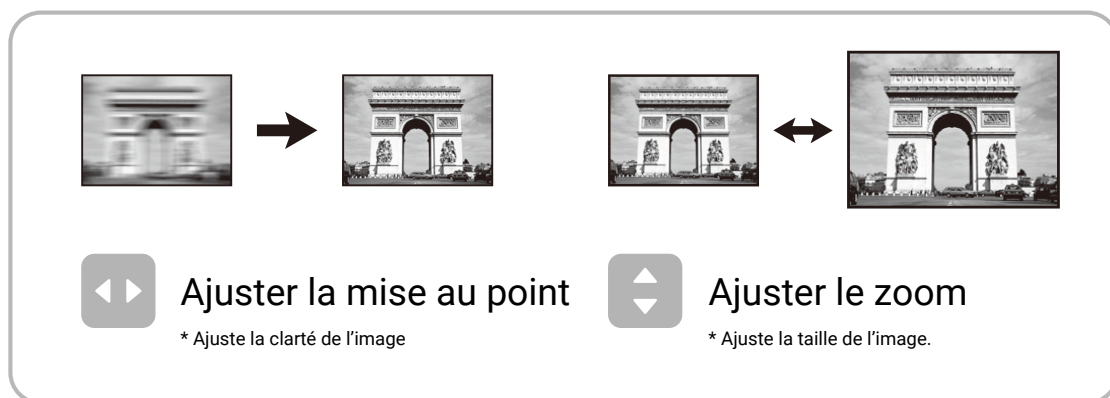 Ajuster la mise au point
* Ajuste la clarté de l’image
Ajuster le zoom
* Ajuste la taille de l’image.